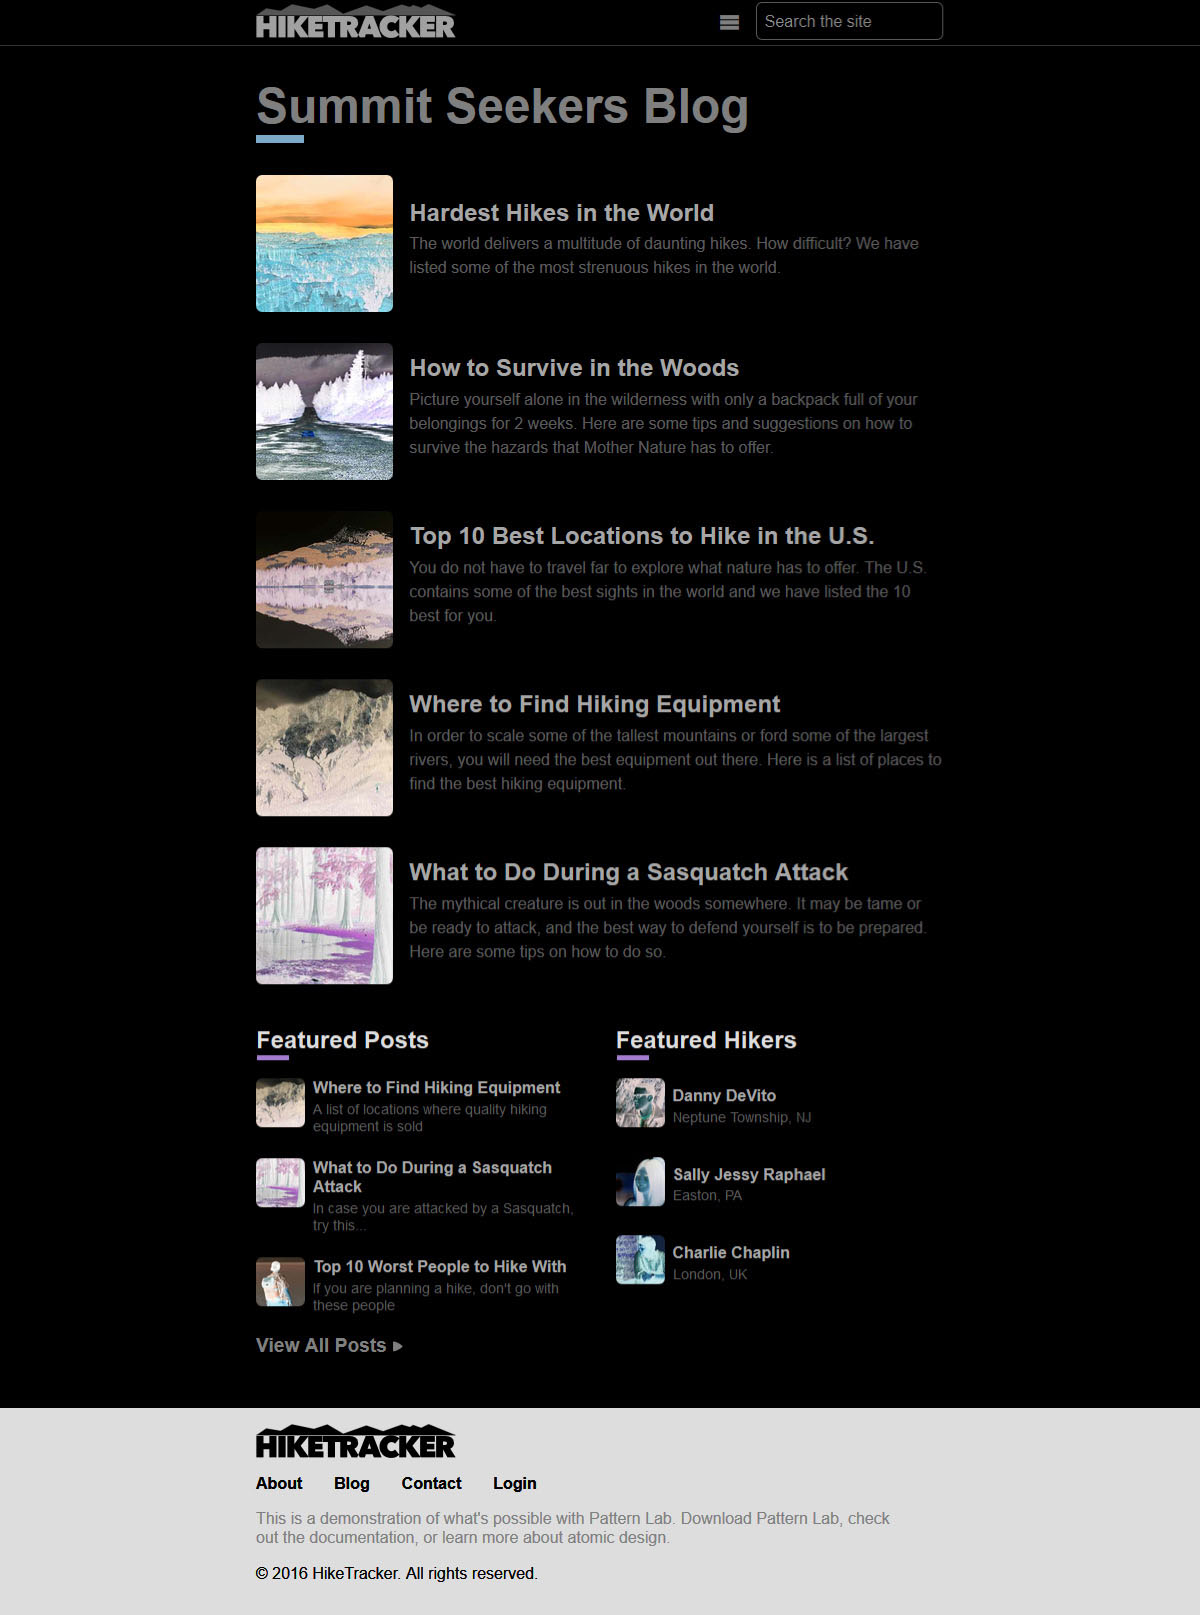 HIKETRACKER
Search the site
Summit Seekers Blog
Hardest Hikes in the World
The world delivers a multitude of daunting hikes. How difficult? We have
listed some of the most strenuous hikes in the world.
How to Survive in the Woods
Picture yourself alone in the wilderness with only a backpack full of your
belongings for 2 weeks. Here are some tips and suggestions on how to
survive the hazards that Mother Nature has to offer.
Top 10 Best Locations to Hike in the U.S.
You do not have to travel far to explore what nature has to offer. The U.S.
contains some of the best sights in the world and we have listed the 10
best for you.
Where to Find Hiking Equipment
In order to scale some of the tallest mountains or ford some of the largest
rivers, you will need the best equipment out there. Here is a list of places to
find the best hiking equipment.
What to Do During a Sasquatch Attack
The mythical creature is out in the woods somewhere. It may be tame or
be ready to attack, and the best way to defend yourself is to be prepared.
Here are some tips on how to do so.
Featured Posts
Where to Find Hiking Equipment
A list of locations where quality hiking
equipment is sold
What to Do During a Sasquatch
Attack
In case you are attacked by a Sasquatch,
try this...
Top 10 Worst People to Hike With
If you are planning a hike, don't go with
these people
View All Posts
Featured Hikers
Danny DeVito
Neptune Township, NJ
Sally Jessy Raphael
Easton, PA
Charlie Chaplin
London, UK
HIKETRACKER
About Blog Contact Login
This is a demonstration of what's possible with Pattern Lab. Download Pattern Lab, check
out the documentation, or learn more about atomic design.
© 2016 HikeTracker. All rights reserved.